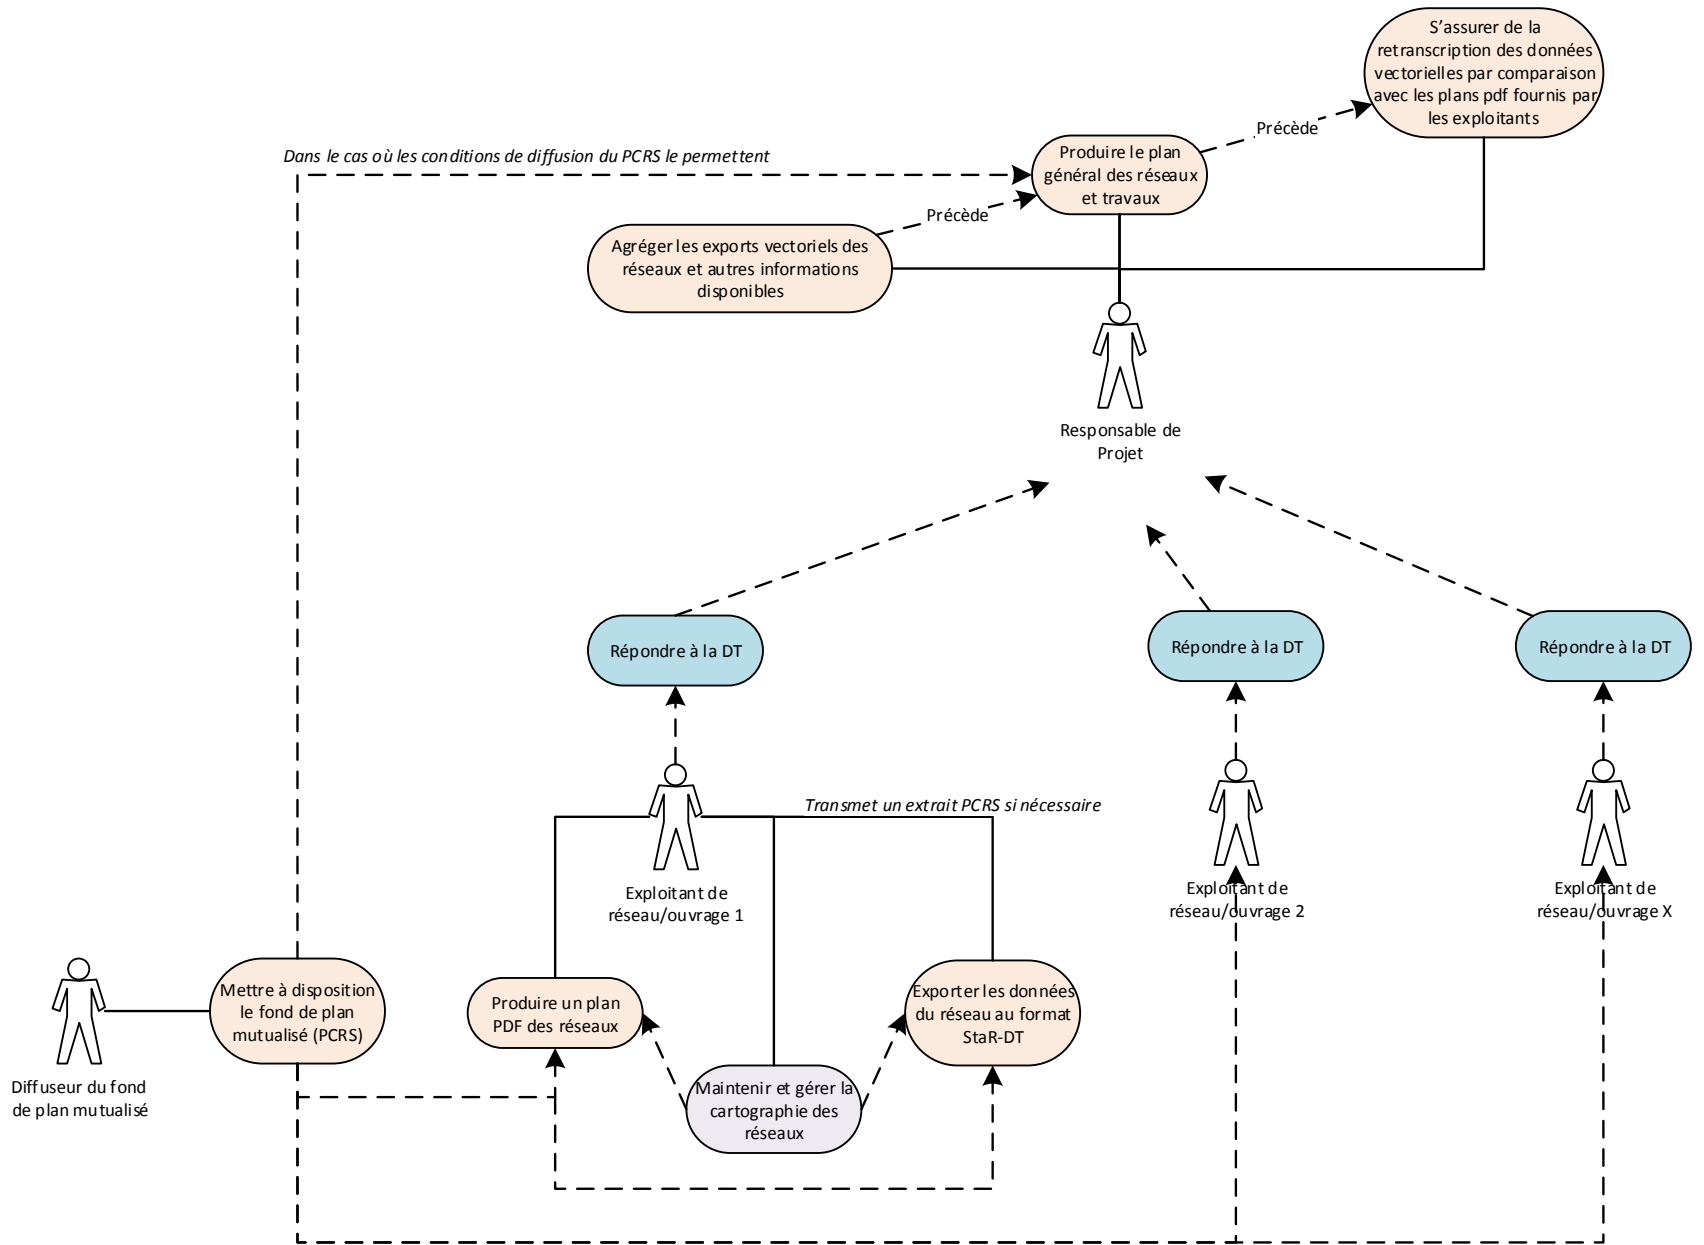 S'assurer de la
retranscription des données
vectorielles par comparaison
avec les plans pdf fournis par
les exploitants
Précède
Dans le cas où les conditions de diffusion du PCRS le permettent
Produire le plan
général des réseaux
et travaux
Précède
Agréger les exports vectoriels des
réseaux et autres informations
disponibles
Responsable de
Projet
Répondre à la DT
Répondre à la DT
Répondre à la DT
Transmet un extrait PCRS si nécessaire
Exploitant de
réseau/ouvrage 1
Exploitant de
réseau/ouvrage 2
Exploitant de
réseau/ouvrage X
Mettre à disposition
le fond de plan
mutualisé (PCRS)
Produire un plan
PDF des réseaux
Exporter les données
du réseau au format
StaR-DT
Diffuseur du fond
de plan mutualisé
Maintenir et gérer la
cartographie des
réseaux